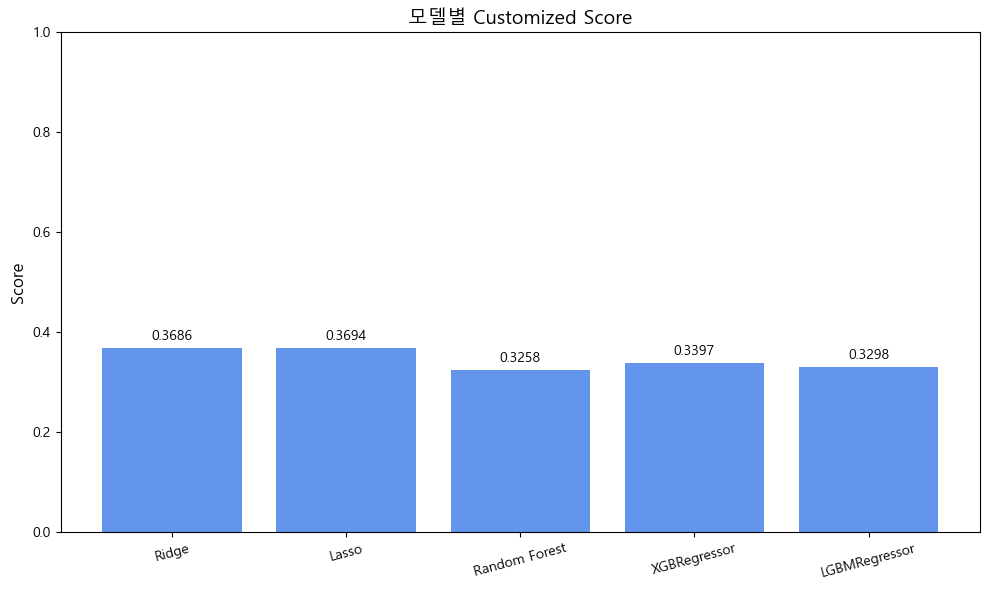 모델별 Customized Score
1.0
0.8
0.6
0.4
0.2
0.0
Score
0.3686
0.3694
0.3258
0.3397
0.3298
Ridge
Lasso
Random Forest
XGBRegressor
LGBMRegressor